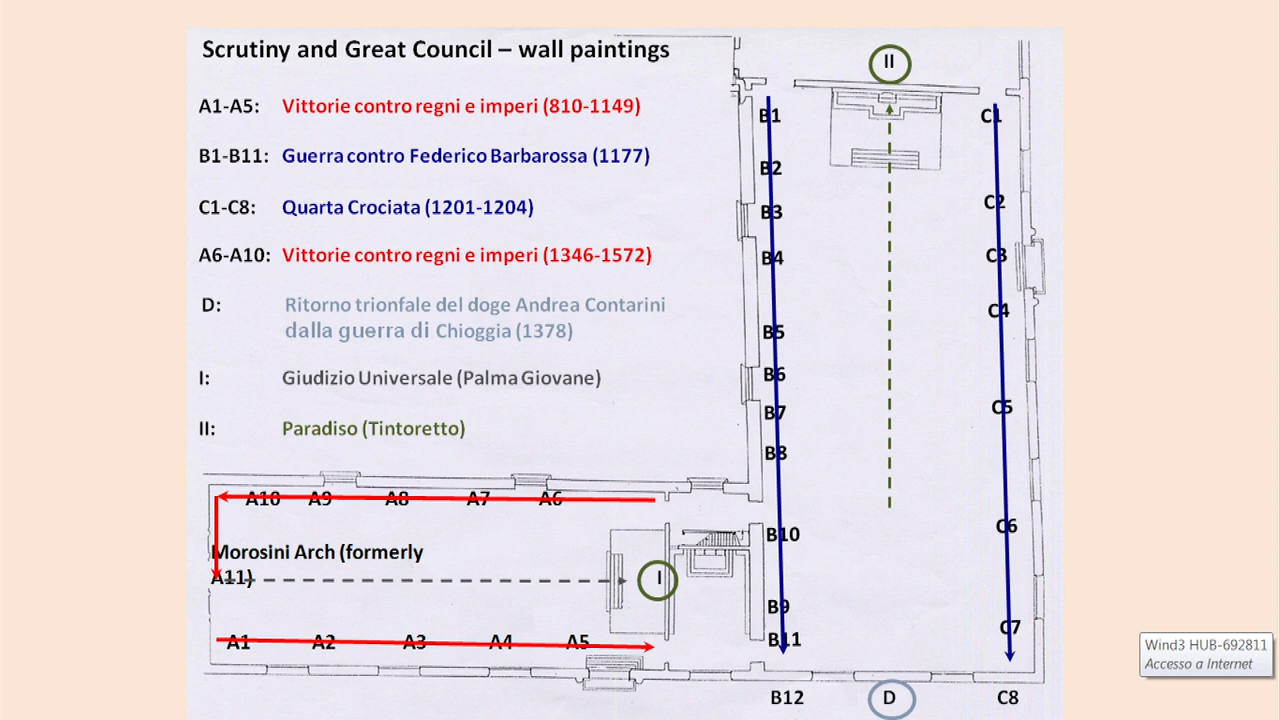 Scrutiny and Great Council – wall paintings
A1-A5: Vittorie contro regni e imperi (810-1149)
B1-B11: Guerra contro Federico Barbarossa (1177)
C1-C8: Quarta Crociata (1201-1204)
A6-A10: Vittorie contro regni e imperi (1346-1572)
D: Ritorno trionfale del doge Andrea Contarini
dalla guerra di Chioggia (1378)
I: Giudizio Universale (Palma Giovane)
II: Paradiso (Tintoretto)
II
B1
B2
B3
B4
B5
B6
B7
B8
B10
B9
B11
B12
C1
C2
C3
C4
C5
C6
C7
C8
D
A10 A9 A8 A7 A6
Morosini Arch (formerly
A11)
I
A1 A2 A3 A4 A5
Wind3 HUB-692811
Accesso a Internet